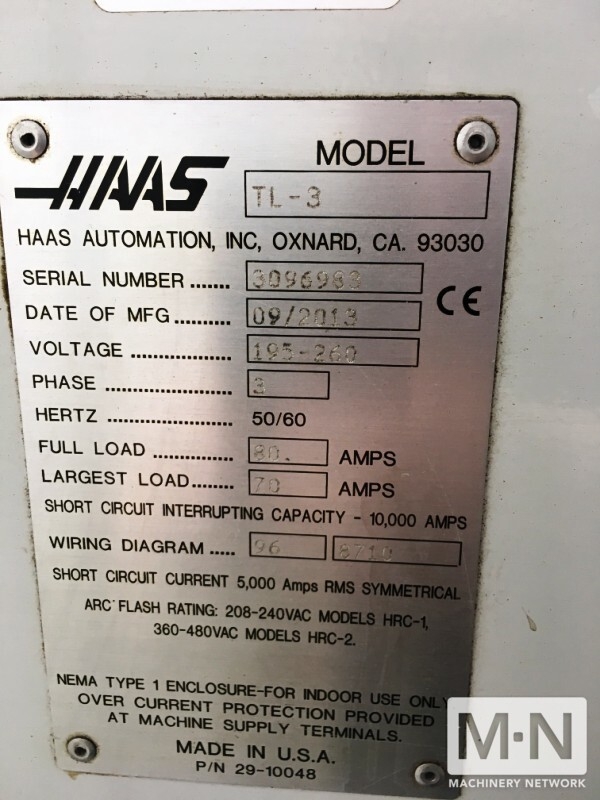 HAAS
MODEL
TL-3
HAAS AUTOMATION, INC, OXNARD, CA. 93030
SERIAL NUMBER ....... 3096983
DATE OF MFG .......... 09/2013
CE
VOLTAGE ................ 195-260
PHASE .................... 3
HERTZ .................... 50/60
FULL LOAD ............. 80. AMPS
LARGEST LOAD........ 70 AMPS
SHORT CIRCUIT INTERRUPTING CAPACITY - 10,000 AMPS
WIRING DIAGRAM ..... 96 8710
SHORT CIRCUIT CURRENT 5,000 Amps RMS SYMMETRICAL
ARC FLASH RATING: 208-240VAC MODELS HRC-1,
360-480VAC MODELS HRC-2.
NEMA TYPE 1 ENCLOSURE-FOR INDOOR USE ONLY
OVER CURRENT PROTECTION PROVIDED
AT MACHINE SUPPLY TERMINALS.
MADE IN U.S.A.
P/N 29-10048
M·N
MACHINERY NETWORK